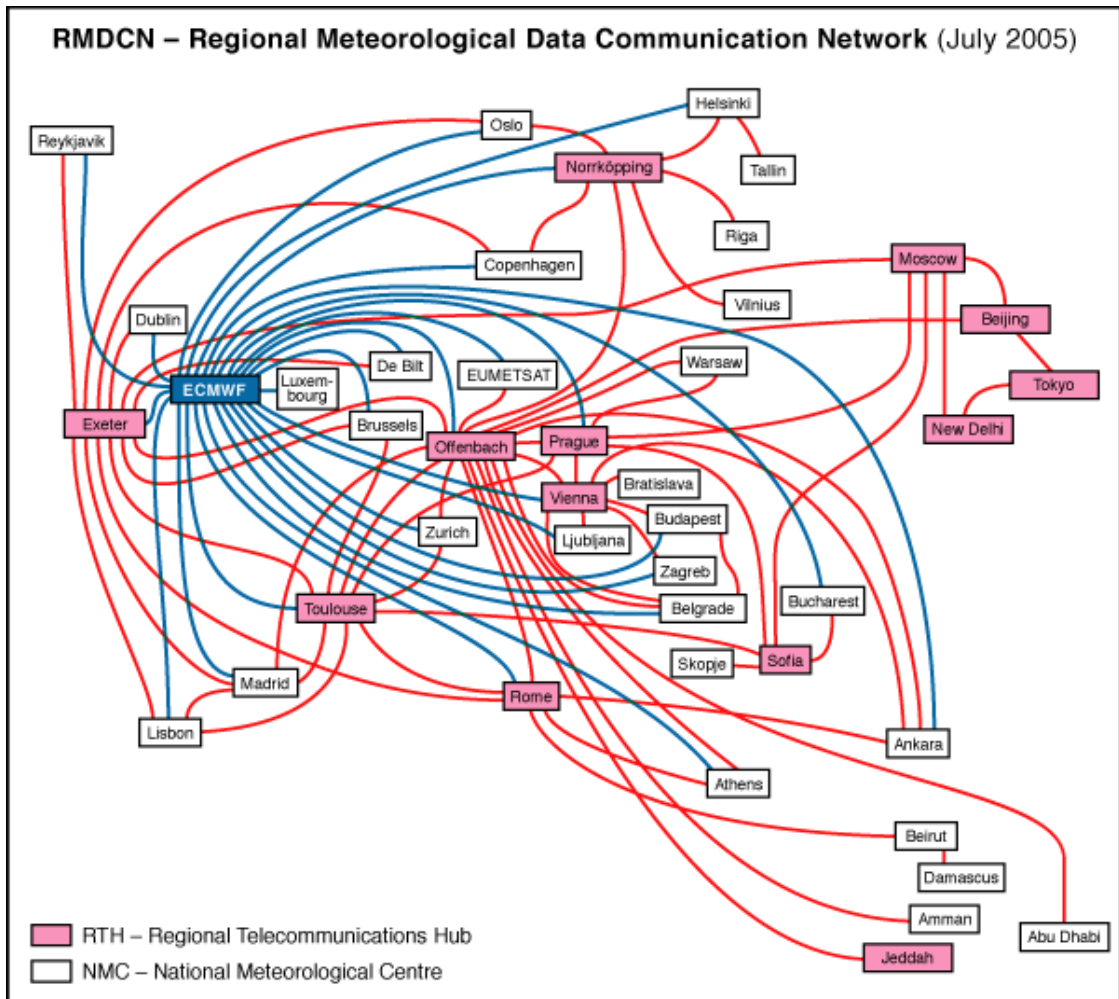 RMDCN – Regional Meteorological Data Communication Network (July 2005)
Helsinki
Oslo
Reykjavik
Norrköpping
Tallin
Riga
Copenhagen
Moscow
Vilnius
Dublin
Beijing
De Bilt
EUMETSAT
Warsaw
ECMWF
Luxem-
bourg
Tokyo
Exeter
Brussels
Offenbach
Prague
New Delhi
Vienna
Bratislava
Budapest
Zurich
Ljubljana
Zagreb
Toulouse
Belgrade
Bucharest
Skopje
Sofia
Madrid
Rome
Lisbon
Ankara
Athens
Beirut
Damascus
Amman
Abu Dhabi
Jeddah
RTH – Regional Telecommunications Hub
NMC – National Meteorological Centre